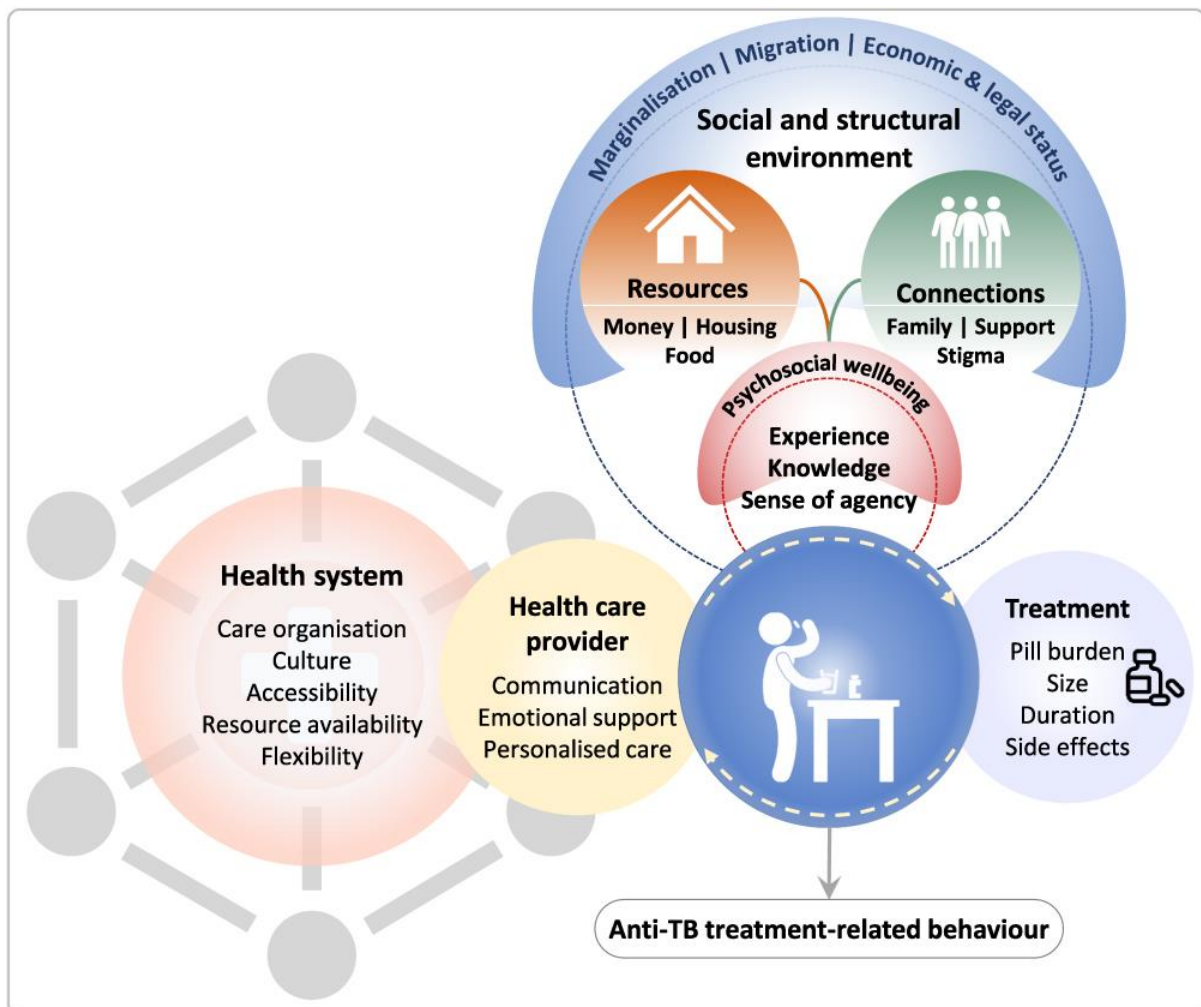 Marginalisation | Migration | Economic & legal status
Social and structural
environment
Resources
Money | Housing
Food
Connections
Family | Support
Stigma
Psychosocial wellbeing
Experience
Knowledge
Sense of agency
Health system
Care organisation
Culture
Accessibility
Resource availability
Flexibility
Health care
provider
Communication
Emotional support
Personalised care
Treatment
Pill burden
Size
Duration
Side effects
Anti-TB treatment-related behaviour